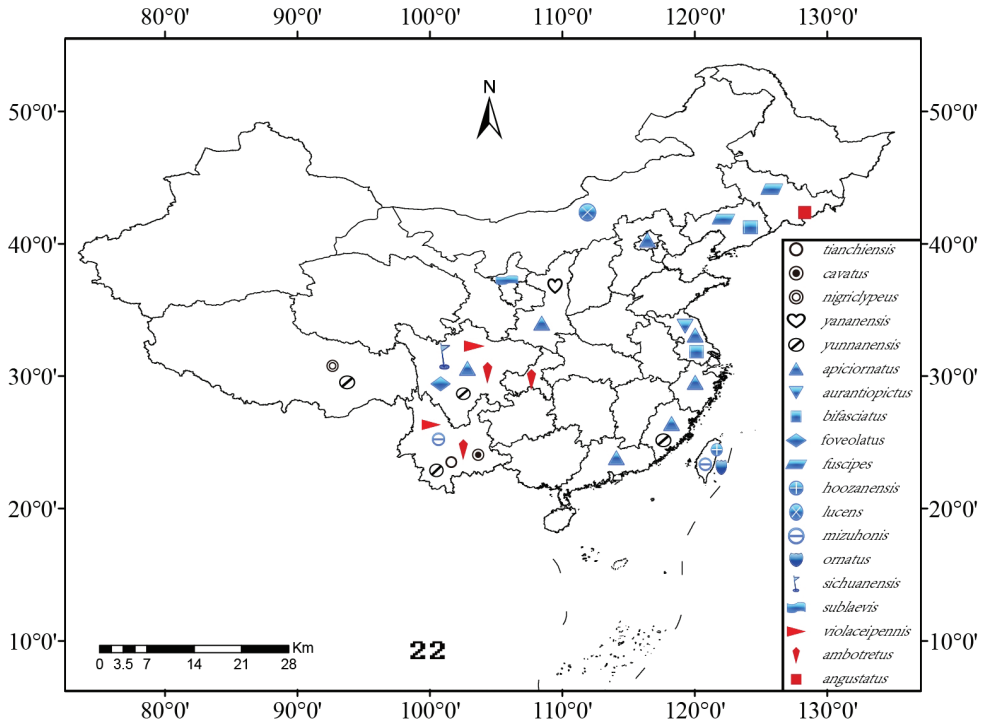 80°0' 90°0' 100°0' 110°0' 120°0' 130°0'
N
50°0' 50°0'
40°0' 40°0'
tianchiensis
cavatus
nigriclypeus
yananensis
yunnanensis
apiciornatus
30°0'
aurantiopictus
bifasciatus
foveolatus
fuscipes
hoozanensis
20°0' 20°0'
lucens
mizuhonis
ornatus
sichuanensis
sublaevis
10°0' 10°0'
violaceipennis
ambotretus
angustatus
Km
0 3.5 7 14 21 28
22
80°0' 90°0' 100°0' 110°0' 120°0' 130°0'